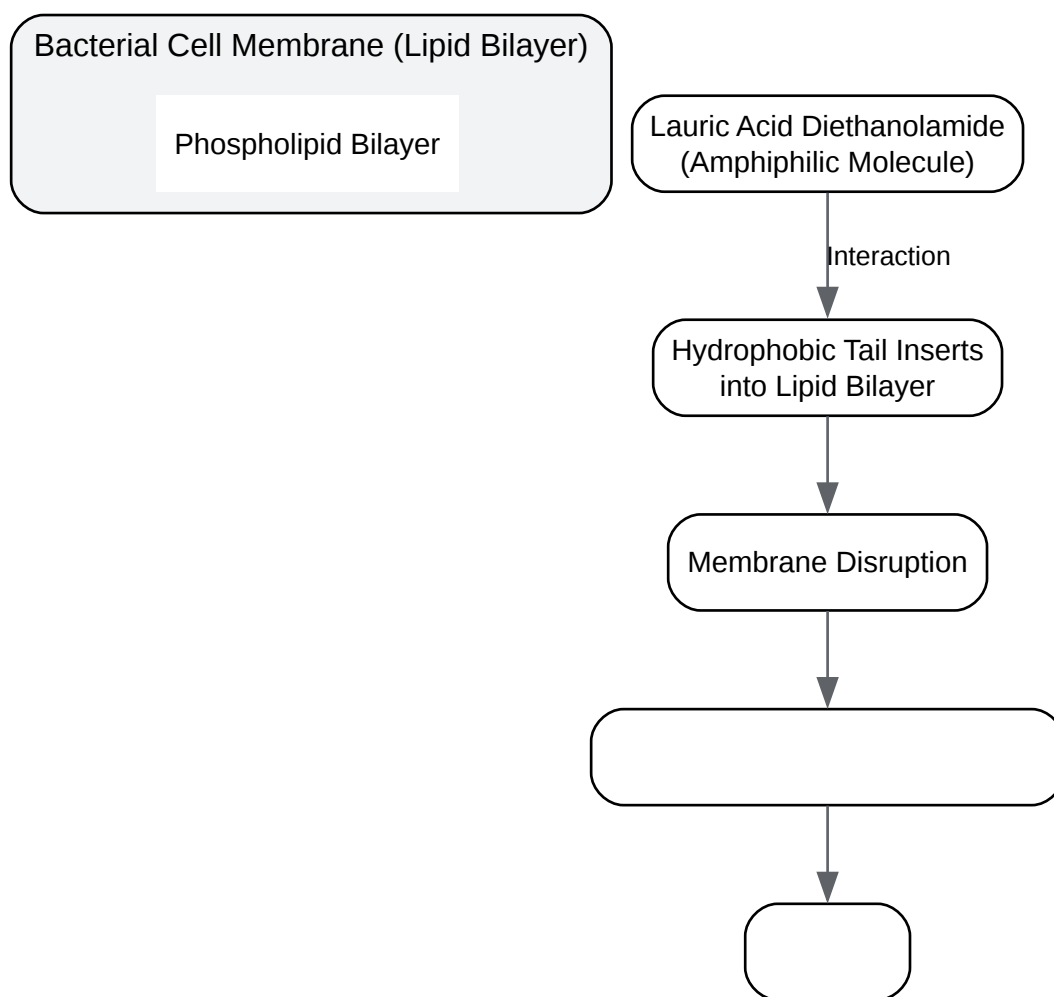 Bacterial Cell Membrane (Lipid Bilayer)
Phospholipid Bilayer
Lauric Acid Diethanolamide
(Amphiphilic Molecule)
Interaction
Hydrophobic Tail Inserts
into Lipid Bilayer
Membrane Disruption